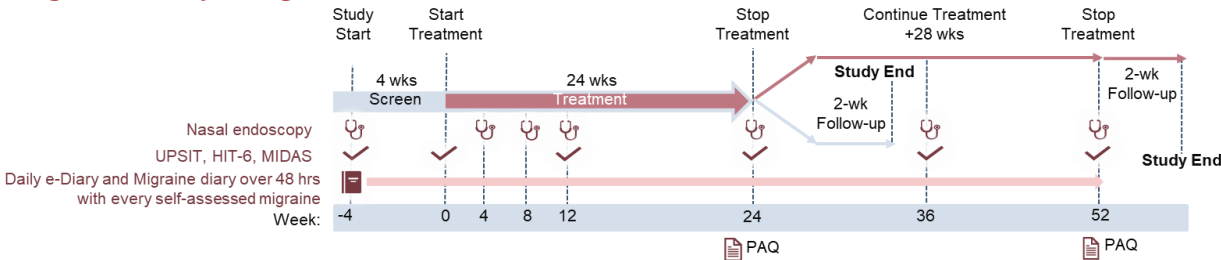 Study Start
Start Treatment
Stop Treatment
Continue Treatment +28 wks
Stop Treatment
4 wks
Screen
24 wks
Treatment
Study End
2-wk Follow-up
2-wk Follow-up
Study End
Nasal endoscopy
UPSIT, HIT-6, MIDAS
Daily e-Diary and Migraine diary over 48 hrs
with every self-assessed migraine
Week: -4 0 4 8 12 24 36 52
PAQ
PAQ